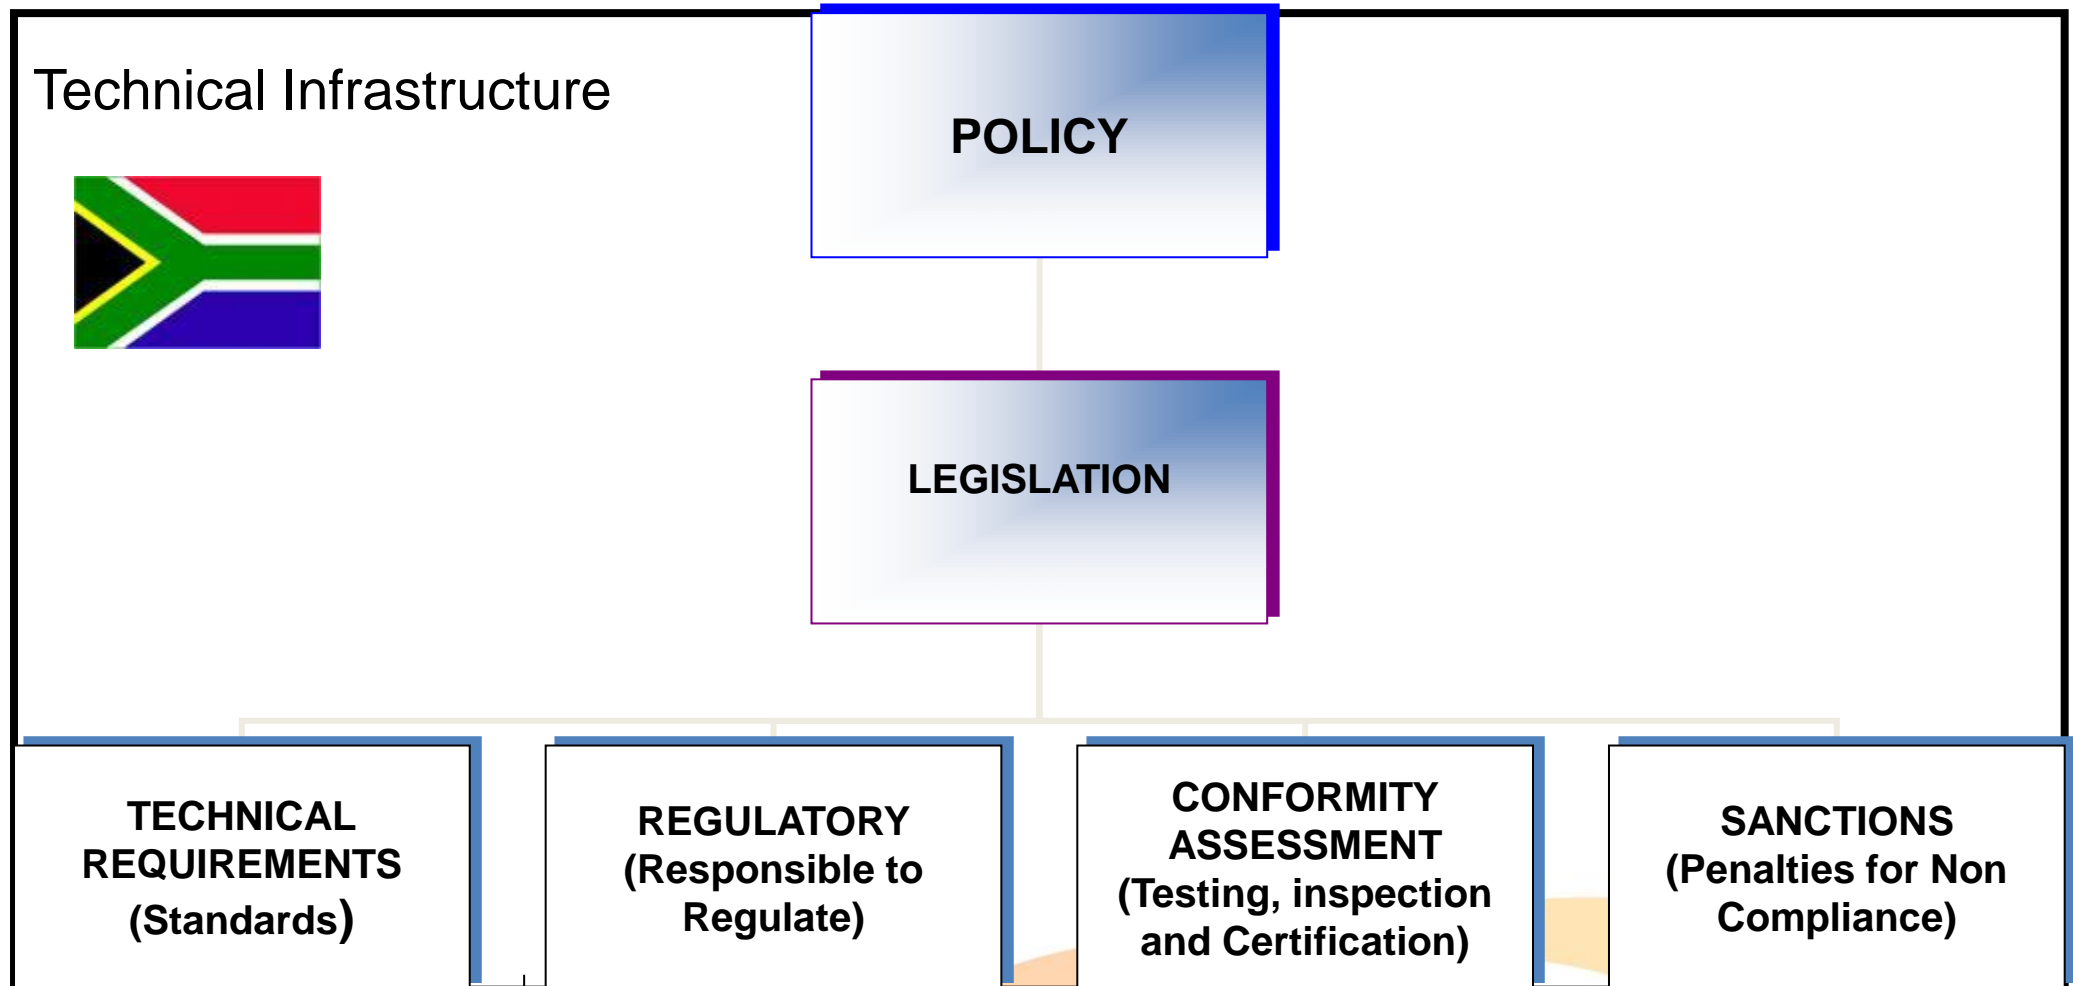 Technical Infrastructure
POLICY
LEGISLATION
TECHNICAL
REQUIREMENTS
(Standards)
REGULATORY
(Responsible to
Regulate)
CONFORMITY
ASSESSMENT
(Testing, inspection
and Certification)
SANCTIONS
(Penalties for Non
Compliance)